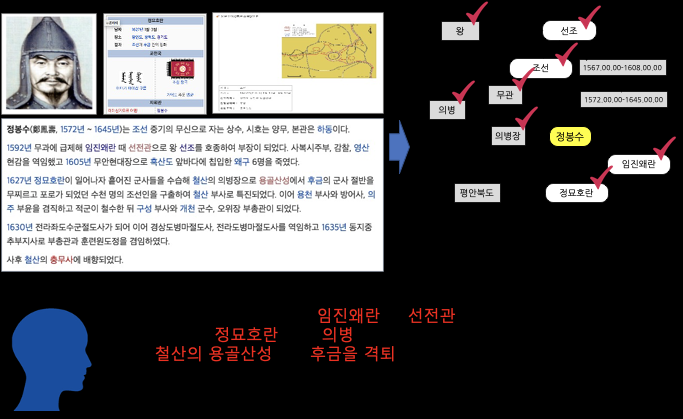 정묘호란
교전국
지휘관
왕
선조
조선
1567.00.00-1608.00.00
무관
1572.00.00-1645.00.00
의병
의병장
정봉수
임진왜란
평안북도
정묘호란
정봉수(鄭鳳壽, 1572년 ~ 1645년)는 조선 중기의 무신으로 자는 상수, 시호는 양무, 본관은 하동이다.
1592년 무과에 급제해 임진왜란 때 선전관으로 왕 선조를 호종하여 부장이 되었다. 사복시주부, 감찰, 영산
현감을 역임했고 1605년 무안현감으로 흑산도 앞바다에 침입한 왜구 6명을 죽였다.
1627년 정묘호란이 일어나자 흩어진 군사들을 수습해 철산의 의병장으로 용골산성에서 후금의 군사 절반을
무찌르고 포로가 되었던 수천 명의 조선인을 구출하여 철산 부사로 특진되었다. 이어 용천 부사와 방어사, 의
주 부윤을 겸직하고 적군이 철수한 뒤 구성 부사와 개천 군수, 오위장 부총관이 되었다.
1630년 전라좌도수군절도사가 되어 이어 경상도병마절도사, 전라도병마절도사를 역임하고 1635년 동지중
추부지사로 부총관과 훈련원도정을 겸임하였다.
사후 철산의 충무사에 배향되었다.
임진왜란 선전관
정묘호란 의병
철산의 용골산성 후금을 격퇴